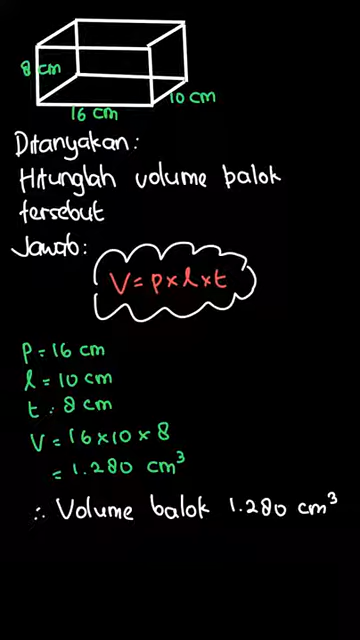 8 cm
10 cm
16 cm
Ditanyakan:
Hitunglah volume balok
tersebut
Jawab:
V = p x l x t
P = 16 cm
l = 10 cm
t = 8 cm
V = 16 x 10 x 8
= 1.280 cm³
∴ Volume balok 1.280 cm³